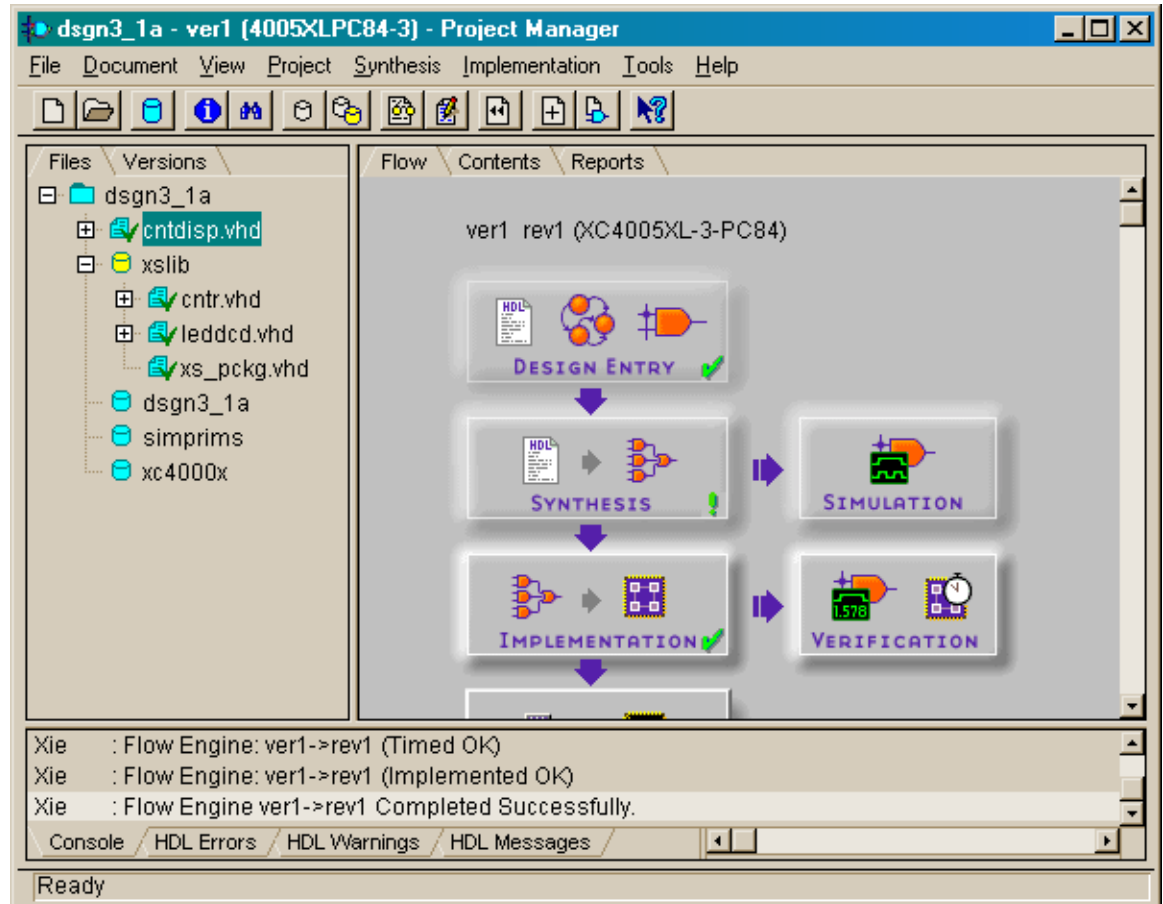 dsgn3_1a - ver1 (4005XLPC84-3) - Project Manager
File Document View Project Synthesis Implementation Tools Help
Files Versions
Flow Contents Reports
dsgn3_1a
cntdisp.vhd
xslib
cntr.vhd
leddcd.vhd
xs_pckg.vhd
dsgn3_1a
simprims
xc4000x
ver1 rev1 (XC4005XL-3-PC84)
HDL
DESIGN ENTRY
HDL
SYNTHESIS
SIMULATION
IMPLEMENTATION
1.578
VERIFICATION
Xie : Flow Engine: ver1->rev1 (Timed OK)
Xie : Flow Engine: ver1->rev1 (Implemented OK)
Xie : Flow Engine ver1->rev1 Completed Successfully.
Console HDL Errors HDL Warnings HDL Messages
Ready